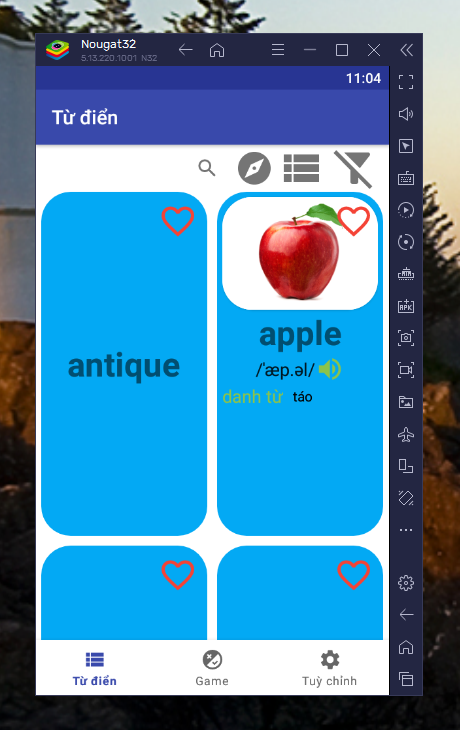 Nougat32
5.13.220.1001 N32
11:04
Từ điển
antique
apple
/ˈæp.əl/
danh từ táo
Từ điển
Game
Tuỳ chỉnh
APK